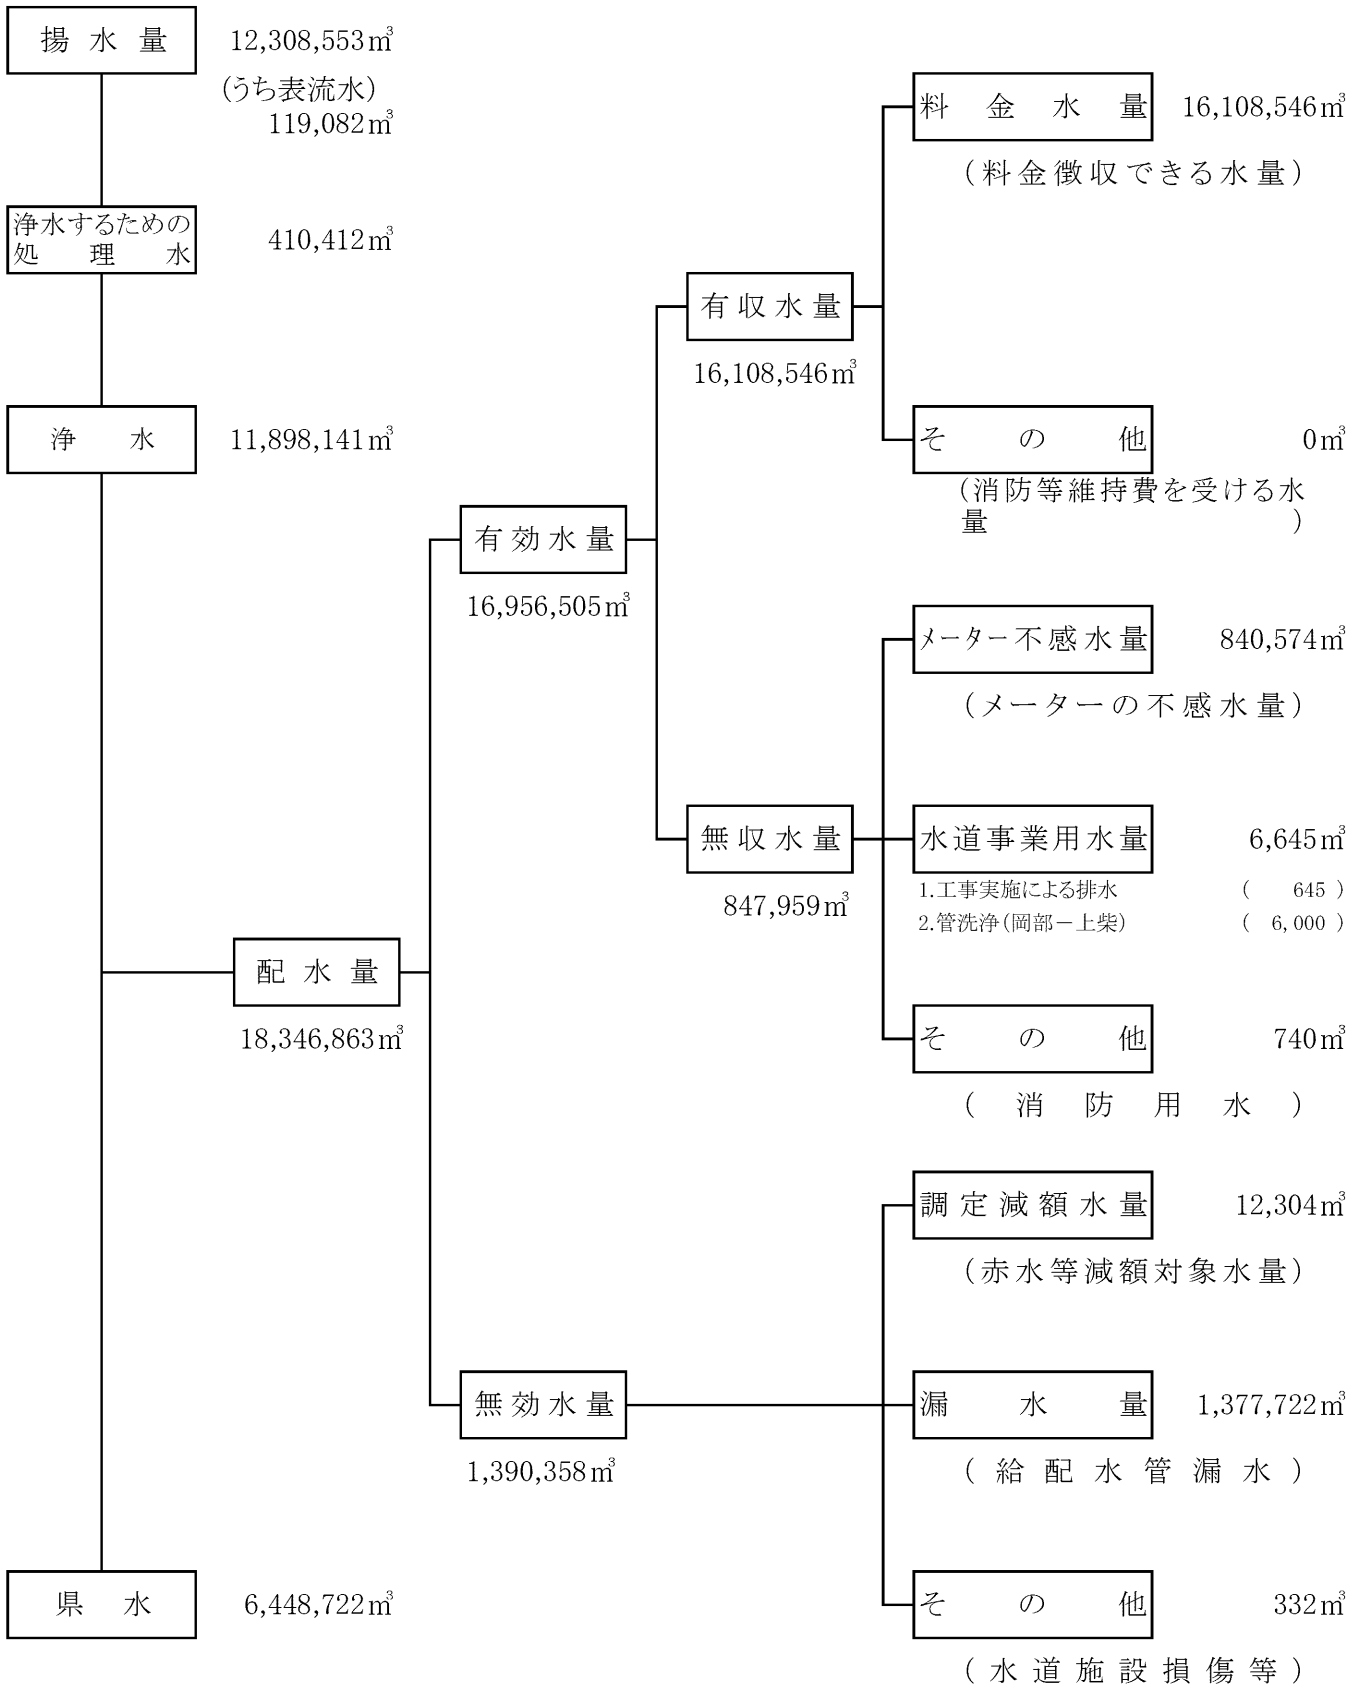 揚水量 12,308,553㎥
(うち表流水)
119,082㎥
浄水するための
処理水 410,412㎥
浄水 11,898,141㎥
配水量
18,346,863㎥
県水 6,448,722㎥
有効水量
16,956,505㎥
無効水量
1,390,358㎥
有収水量
16,108,546㎥
無収水量
847,959㎥
料金水量 16,108,546㎥
(料金徴収できる水量)
その他 0㎥
(消防等維持費を受ける水
量)
メーター不感水量 840,574㎥
(メーターの不感水量)
水道事業用水量 6,645㎥
1.工事実施による排水 ( 645 )
2.管洗浄(岡部－上柴) ( 6,000 )
その他 740㎥
(消防用水)
調定減額水量 12,304㎥
(赤水等減額対象水量)
漏水量 1,377,722㎥
(給配水管漏水)
その他 332㎥
(水道施設損傷等)